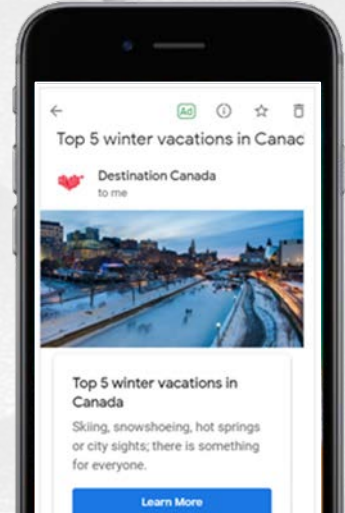 Ad
Top 5 winter vacations in Canac
Destination Canada
to me
Top 5 winter vacations in
Canada
Skiing, snowshoeing, hot springs
or city sights; there is something
for everyone.
Learn More